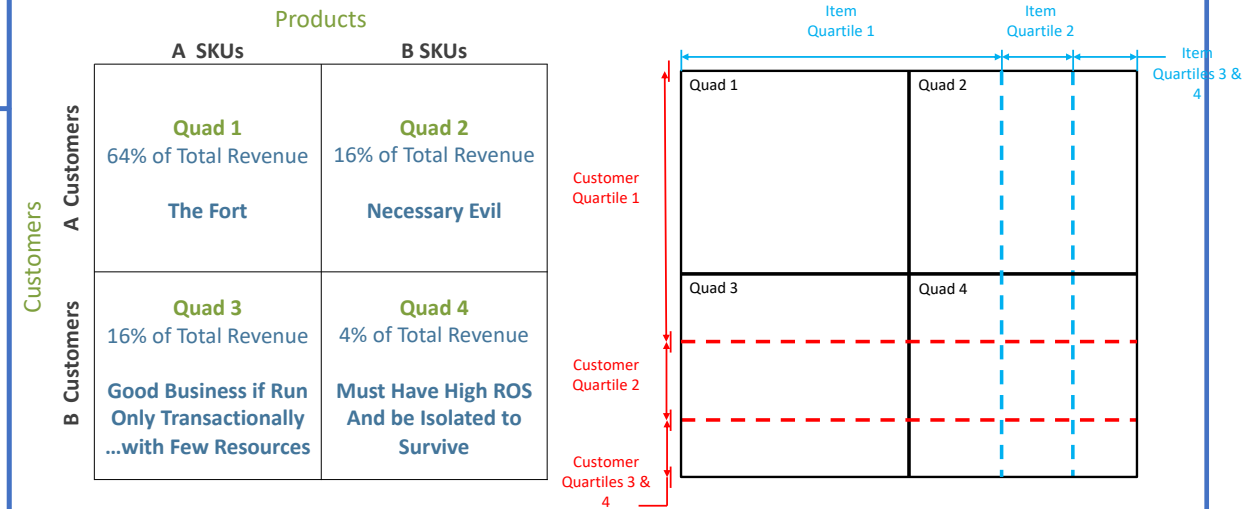 Products
A SKUs
B SKUs
Customers
A Customers
B Customers
Quad 1
64% of Total Revenue
The Fort
Quad 2
16% of Total Revenue
Necessary Evil
Quad 3
16% of Total Revenue
Good Business if Run
Only Transactionally
...with Few Resources
Quad 4
4% of Total Revenue
Must Have High ROS
And be Isolated to
Survive
Item
Quartile 1
Item
Quartile 2
Item
Quartiles 3 &
4
Customer
Quartile 1
Customer
Quartile 2
Customer
Quartiles 3 &
4
Quad 1
Quad 2
Quad 3
Quad 4